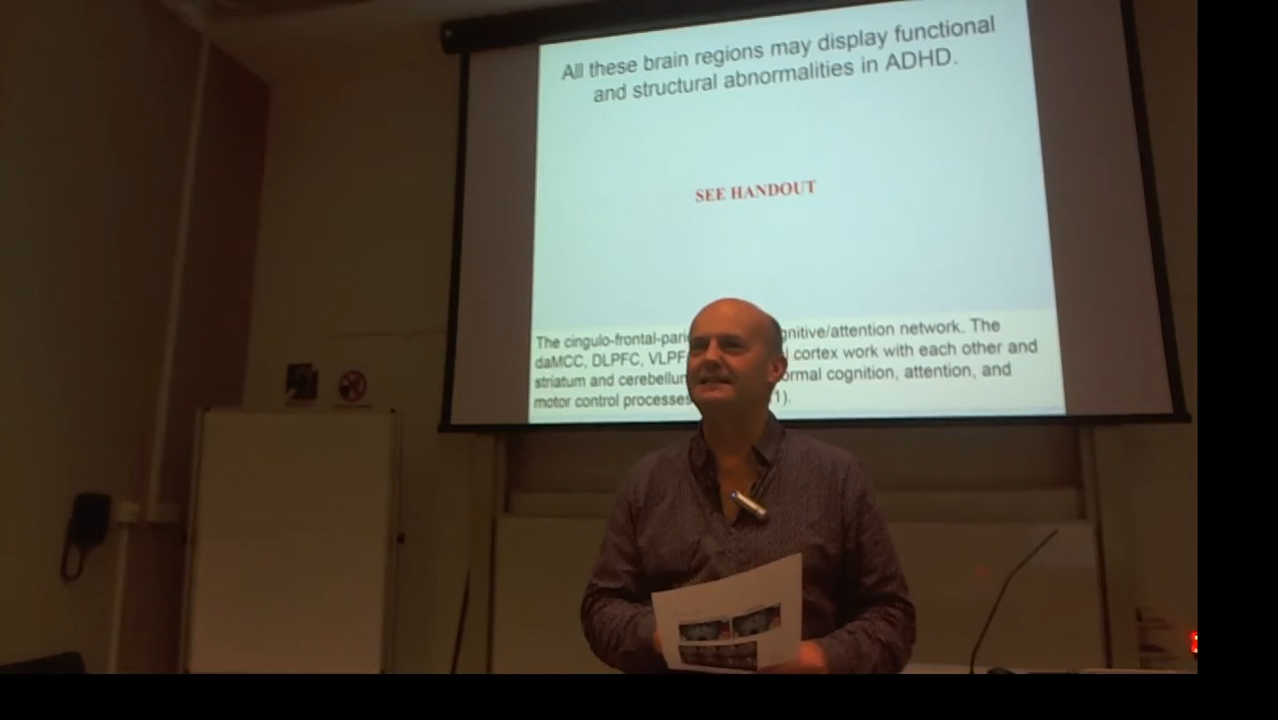 All these brain regions may display functional
and structural abnormalities in ADHD.
SEE HANDOUT
The cingulo-frontal-pari gnitive/attention network. The
daMCC, DLPFC, VLPF l cortex work with each other and
striatum and cerebellu ormal cognition, attention, and
motor control processes 1).